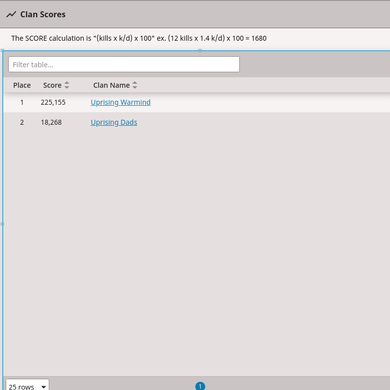 Clan Scores
The SCORE calculation is "(kills x k/d) x 100" ex. (12 kills x 1.4 k/d) x 100 = 1680
Filter table...
Place Score Clan Name
1 225,155 Uprising Warmind
2 18,268 Uprising Dads
25 rows 1